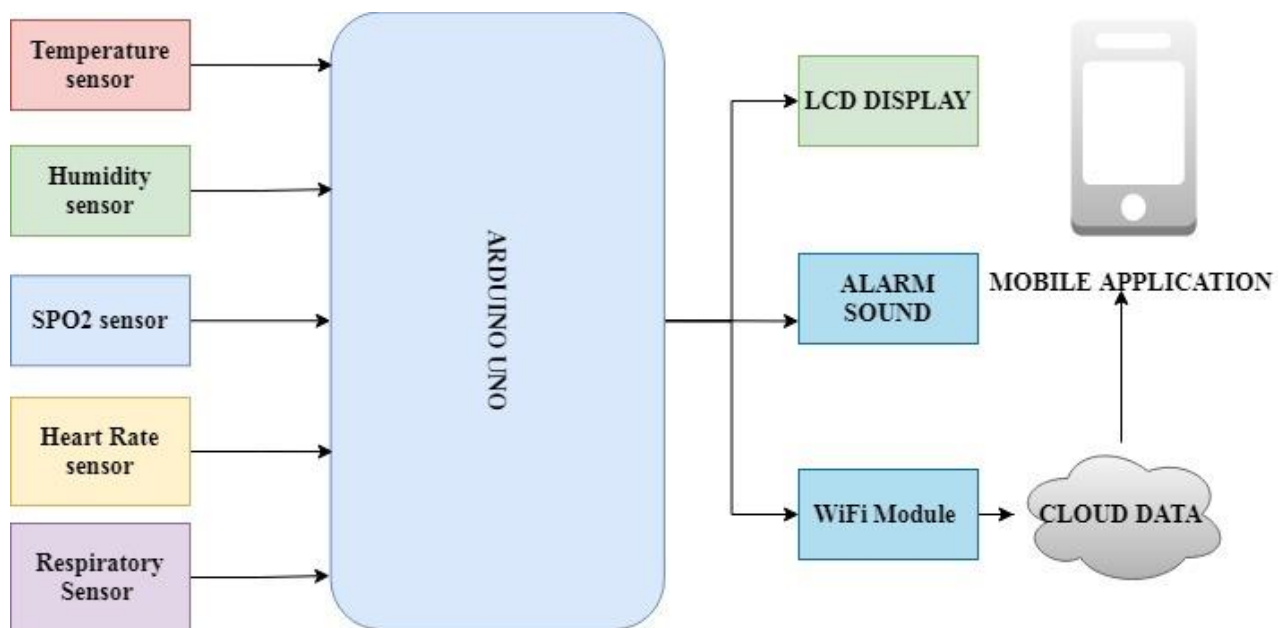 Temperature
sensor
Humidity
sensor
SPO2 sensor
Heart Rate
sensor
Respiratory
Sensor
ARDUINO UNO
LCD DISPLAY
ALARM
SOUND
WiFi Module
MOBILE APPLICATION
CLOUD DATA